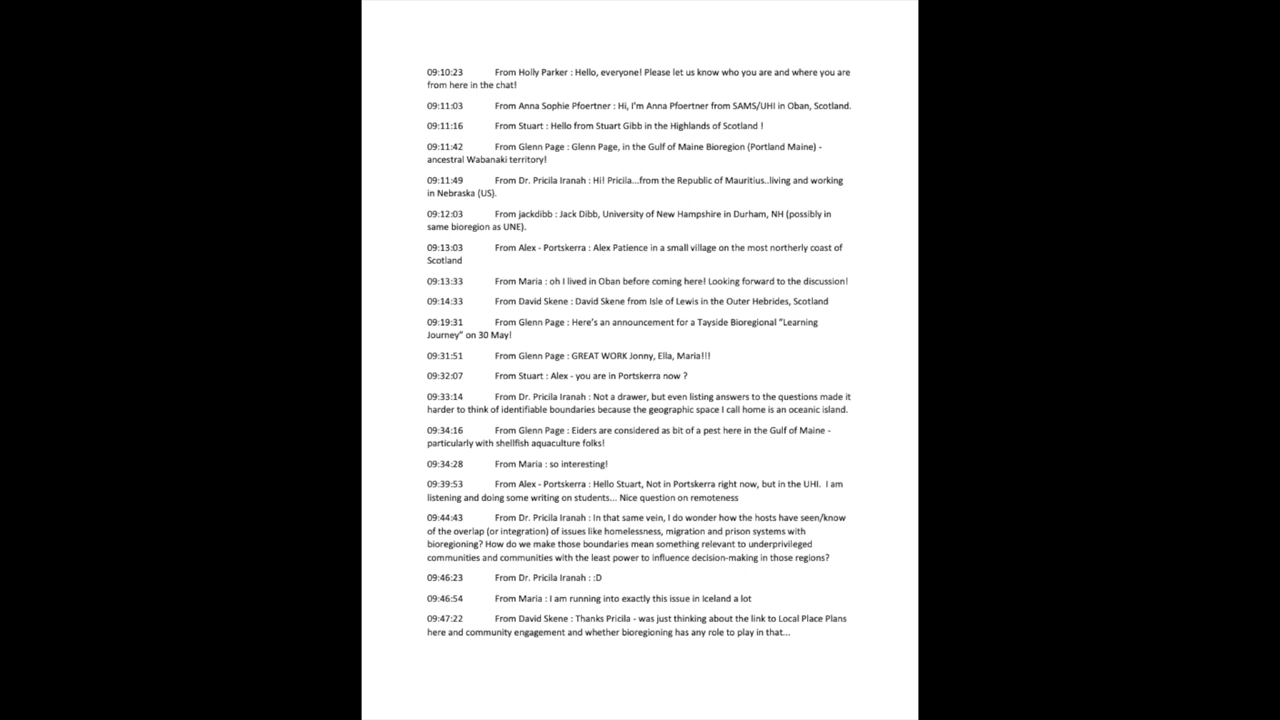 09:10:23 From Holly Parker : Hello, everyone! Please let us know who you are and where you are
from here in the chat!
09:11:03 From Anna Sophie Pfoertner : Hi, I'm Anna Pfoertner from SAMS/UHI in Oban, Scotland.
09:11:16 From Stuart : Hello from Stuart Gibb in the Highlands of Scotland !
09:11:42 From Glenn Page : Glenn Page, in the Gulf of Maine Bioregion (Portland Maine) -
ancestral Wabanaki territory!
09:11:49 From Dr. Pricila Iranah : Hi! Pricila...from the Republic of Mauritius..living and working
in Nebraska (US).
09:12:03 From jackdibb : Jack Dibb, University of New Hampshire in Durham, NH (possibly in
same bioregion as UNE).
09:13:03 From Alex - Portskerra : Alex Patience in a small village on the most northerly coast of
Scotland
09:13:33 From Maria : oh I lived in Oban before coming here! Looking forward to the discussion!
09:14:33 From David Skene : David Skene from Isle of Lewis in the Outer Hebrides, Scotland
09:19:31 From Glenn Page : Here's an announcement for a Tayside Bioregional "Learning
Journey" on 30 May!
09:31:51 From Glenn Page : GREAT WORK Jonny, Ella, Maria!!!
09:32:07 From Stuart : Alex - you are in Portskerra now ?
09:33:14 From Dr. Pricila Iranah : Not a drawer, but even listing answers to the questions made it
harder to think of identifiable boundaries because the geographic space I call home is an oceanic island.
09:34:16 From Glenn Page : Eiders are considered as bit of a pest here in the Gulf of Maine -
particularly with shellfish aquaculture folks!
09:34:28 From Maria : so interesting!
09:39:53 From Alex - Portskerra : Hello Stuart, Not in Portskerra right now, but in the UHI.  I am
listening and doing some writing on students... Nice question on remoteness
09:44:43 From Dr. Pricila Iranah : In that same vein, I do wonder how the hosts have seen/know
of the overlap (or integration) of issues like homelessness, migration and prison systems with
bioregioning? How do we make those boundaries mean something relevant to underprivileged
communities and communities with the least power to influence decision-making in those regions?
09:46:23 From Dr. Pricila Iranah : :D
09:46:54 From Maria : I am running into exactly this issue in Iceland a lot
09:47:22 From David Skene : Thanks Pricila - was just thinking about the link to Local Place Plans
here and community engagement and whether bioregioning has any role to play in that...